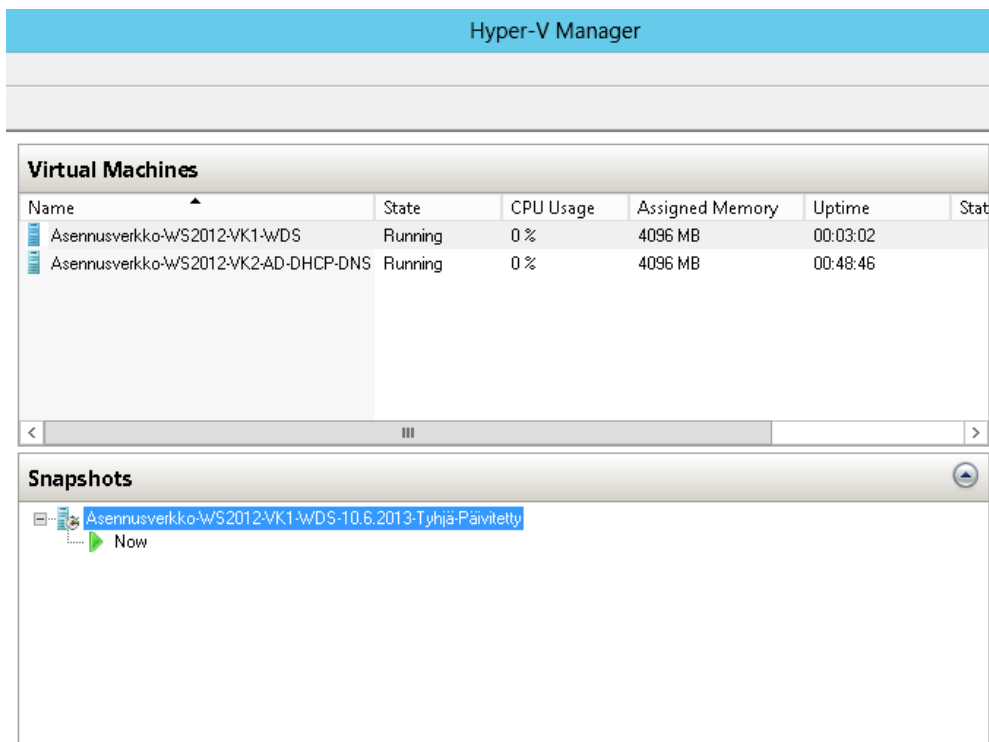 Hyper-V Manager
Virtual Machines
Name State CPU Usage Assigned Memory Uptime Stat
Asennusverkko-WS2012-VK1-WDS Running 0 % 4096 MB 00:03:02
Asennusverkko-WS2012-VK2-AD-DHCP-DNS Running 0 % 4096 MB 00:48:46
Snapshots
Asennusverkko-WS2012-VK1-WDS-10.6.2013-Tyhjä-Päivitetty
Now